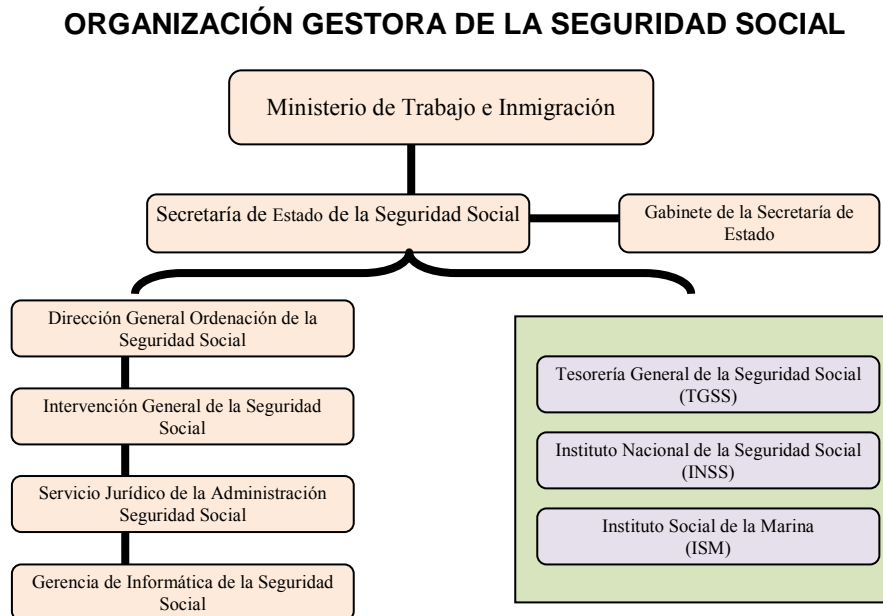 ORGANIZACIÓN GESTORA DE LA SEGURIDAD SOCIAL
Ministerio de Trabajo e Inmigración
Secretaría de Estado de la Seguridad Social
Gabinete de la Secretaría de
Estado
Dirección General Ordenación de la
Seguridad Social
Intervención General de la Seguridad
Social
Servicio Jurídico de la Administración
Seguridad Social
Gerencia de Informática de la Seguridad
Social
Tesorería General de la Seguridad Social
(TGSS)
Instituto Nacional de la Seguridad Social
(INSS)
Instituto Social de la Marina
(ISM)